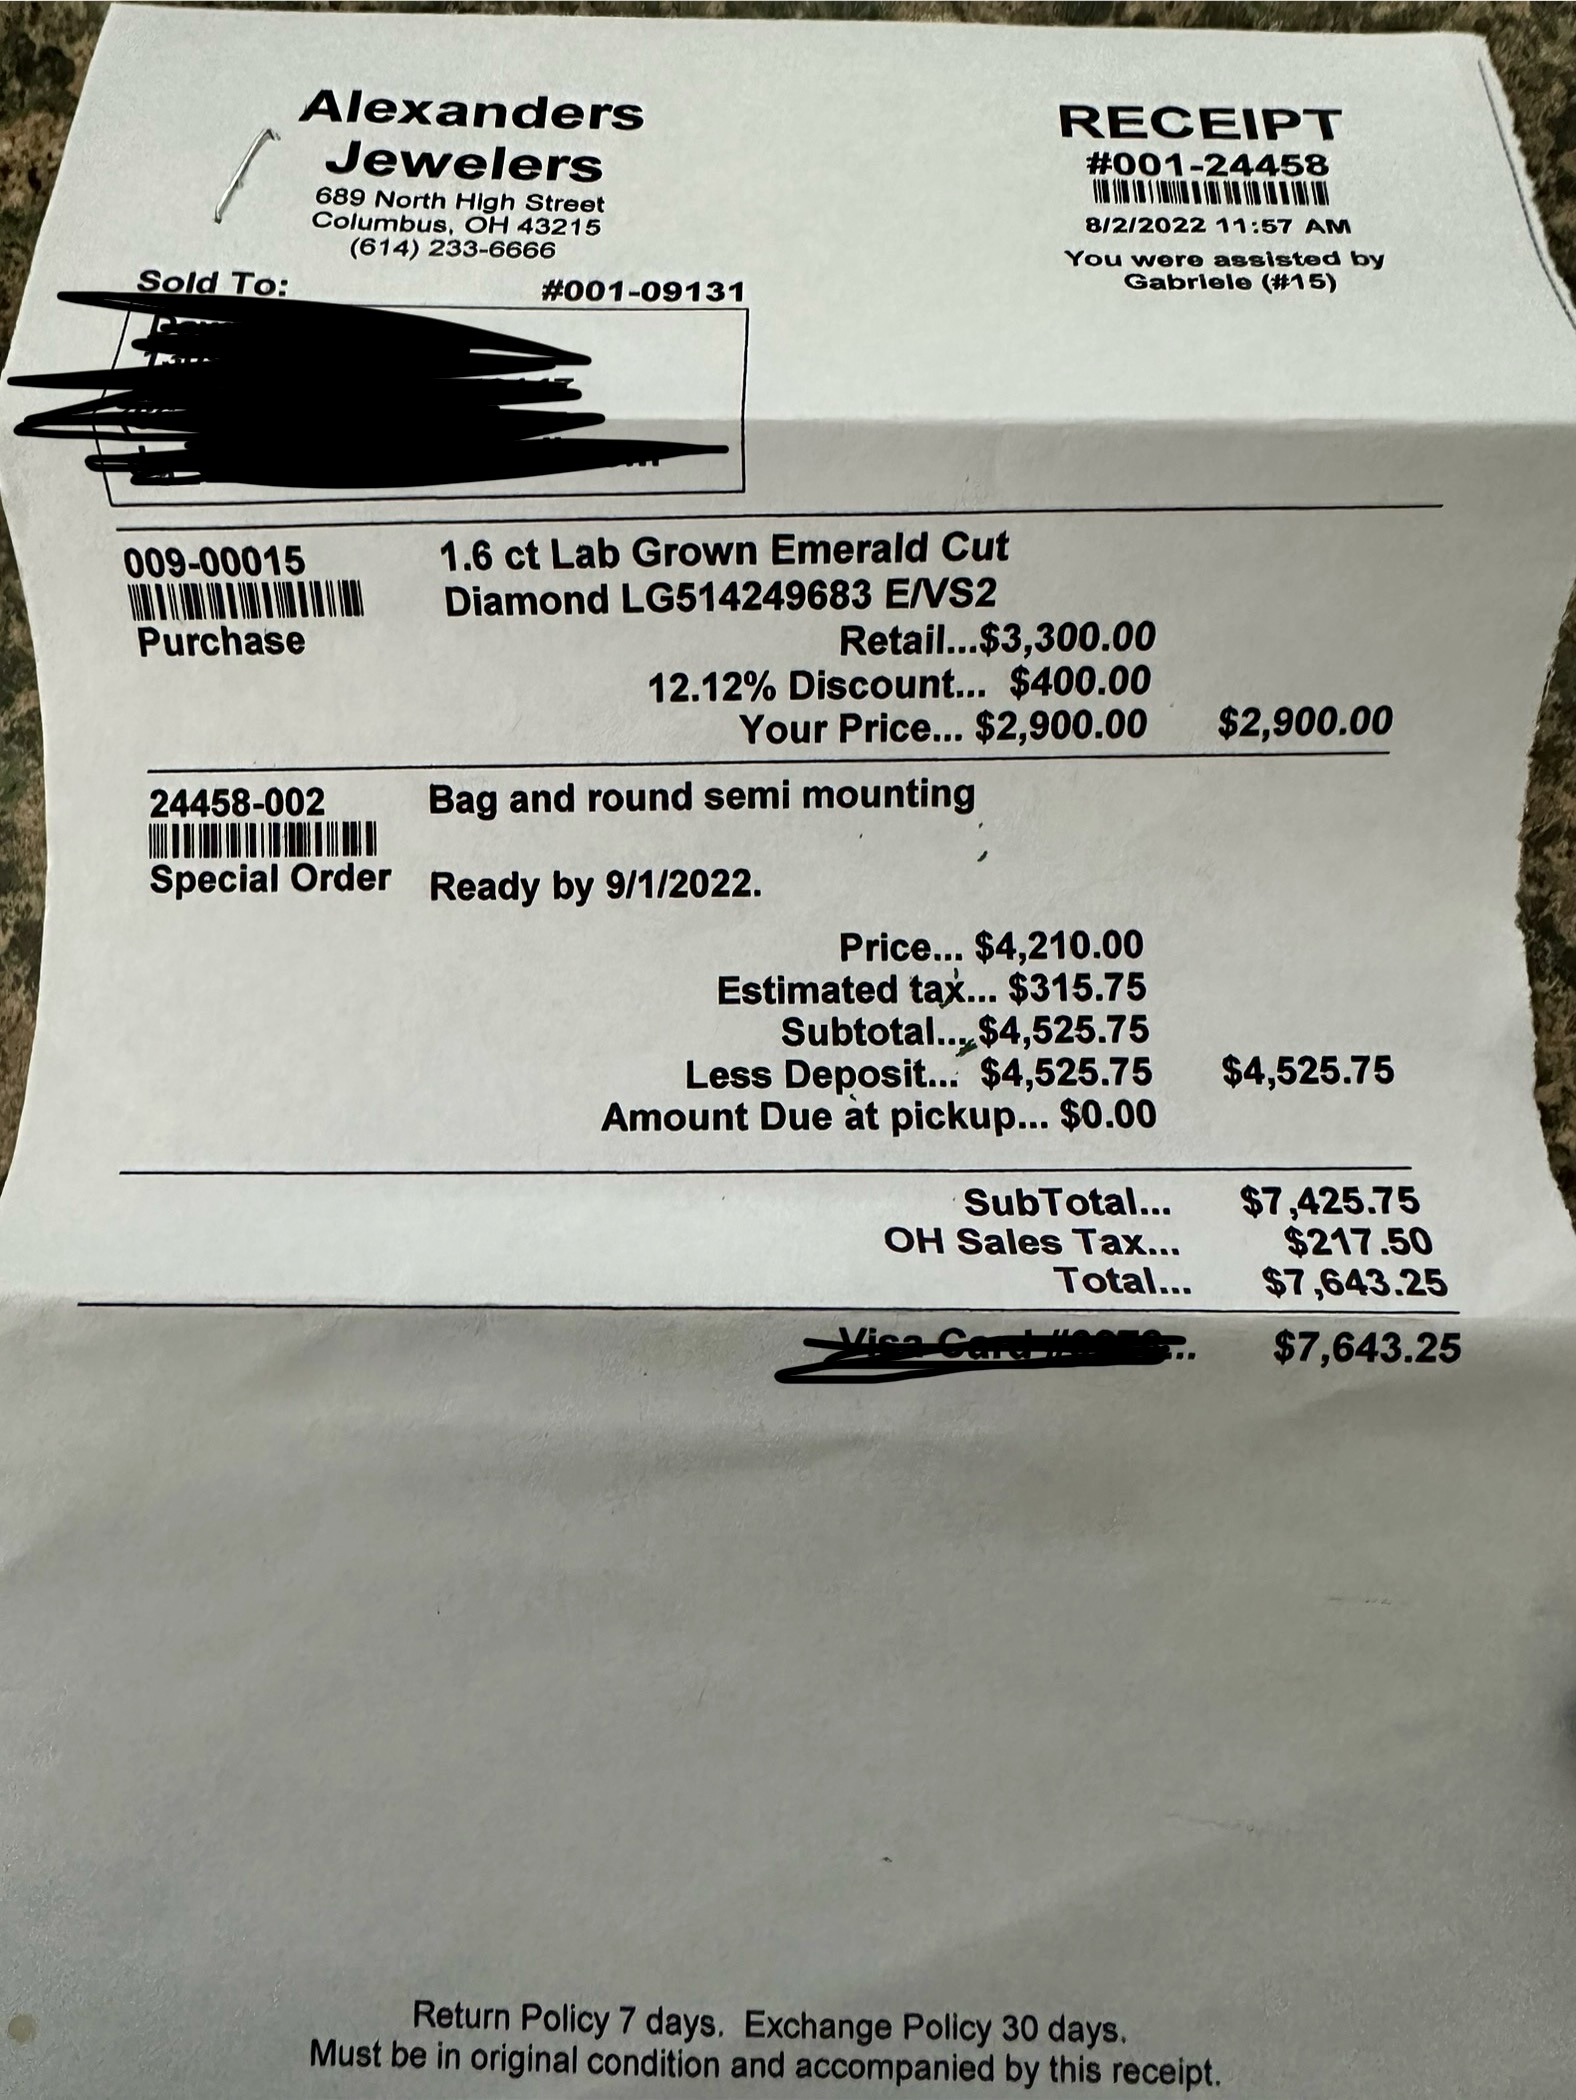 Alexanders
Jewelers
689 North High Street
Columbus, OH 43215
(614) 233-6666
RECEIPT
#001-24458
8/2/2022 11:57 AM
You were assisted by
Gabriele (#15)
Sold To:
#001-09131
009-00015
1.6 ct Lab Grown Emerald Cut
Diamond LG514249683 E/VS2
Purchase
Retail...$3,300.00
12.12% Discount... $400.00
Your Price... $2,900.00 $2,900.00
24458-002
Bag and round semi mounting
Special Order
Ready by 9/1/2022.
Price... $4,210.00
Estimated tax... $315.75
Subtotal... $4,525.75
Less Deposit... $4,525.75 $4,525.75
Amount Due at pickup... $0.00
SubTotal... $7,425.75
OH Sales Tax... $217.50
Total... $7,643.25
Visa Card $7,643.25
Return Policy 7 days. Exchange Policy 30 days.
Must be in original condition and accompanied by this receipt.